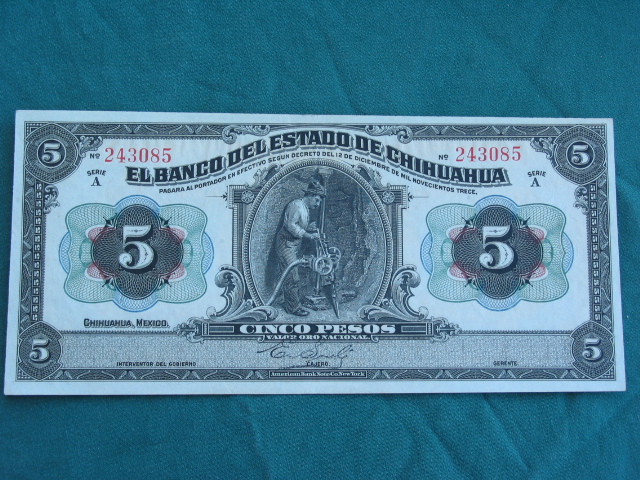 5 5
Nº 243085 Nº 243085
EL BANCO DEL ESTADO DE CHIHUAHUA
SERIE A SERIE A
PAGARA AL PORTADOR EN EFECTIVO SEGUN DECRETO DEL 12 DE DICIEMBRE DE MIL NOVECIENTOS TRECE.
5 5
CHIHUAHUA, MEXICO.
CINCO PESOS
VALOR ORO NACIONAL.
5 5
INTERVENTOR DEL GOBIERNO CAJERO. GERENTE.
American Bank Note Co. New York